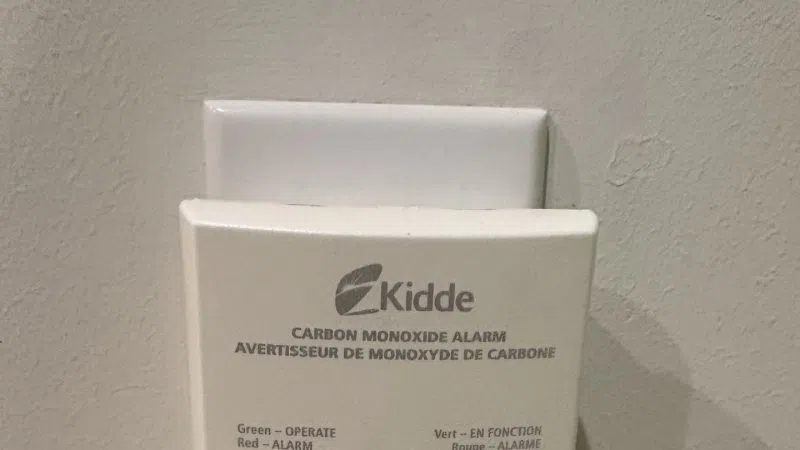 Kidde
CARBON MONOXIDE ALARM
AVERTISSEUR DE MONOXYDE DE CARBONE
Green – OPERATE
Vert – EN FONCTION
Red – ALARM
Rouge – ALARME